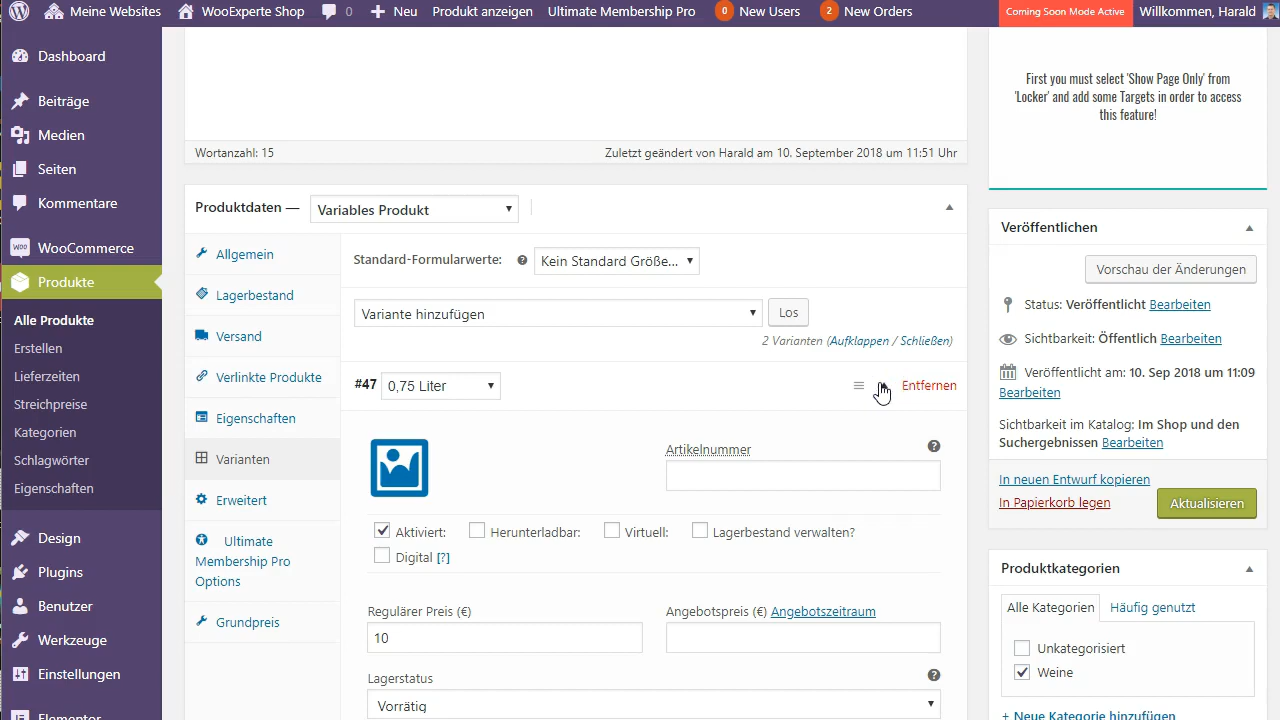 Meine Websites WooExperte Shop 0 Neu Produkt anzeigen Ultimate Membership Pro 0 New Users 2 New Orders Coming Soon Mode Active Willkommen, Harald
Dashboard
Beiträge
Medien
Seiten
Kommentare
WooCommerce
Produkte
Alle Produkte
Erstellen
Lieferzeiten
Streichpreise
Kategorien
Schlagwörter
Eigenschaften
Design
Plugins
Benutzer
Werkzeuge
Einstellungen
Elementor
Wortanzahl: 15 Zuletzt geändert von Harald am 10. September 2018 um 11:51 Uhr
Produktdaten — Variables Produkt
Allgemein
Lagerbestand
Versand
Verlinkte Produkte
Eigenschaften
Varianten
Erweitert
Ultimate
Membership Pro
Options
Grundpreis
Standard-Formularwerte: ? Kein Standard Größe...
Variante hinzufügen Los
2 Varianten (Aufklappen / Schließen)
#47 0,75 Liter Entfernen
Artikelnummer ?
Aktiviert: Herunterladbar: Virtuell: Lagerbestand verwalten?
Digital [?]
Regulärer Preis (€) Angebotspreis (€) Angebotszeitraum
10
Lagerstatus ?
Vorrätig
First you must select 'Show Page Only' from
'Locker' and add some Targets in order to access
this feature!
Veröffentlichen
Vorschau der Änderungen
Status: Veröffentlicht Bearbeiten
Sichtbarkeit: Öffentlich Bearbeiten
Veröffentlicht am: 10. Sep 2018 um 11:09
Bearbeiten
Sichtbarkeit im Katalog: Im Shop und den
Suchergebnissen Bearbeiten
In neuen Entwurf kopieren
In Papierkorb legen Aktualisieren
Produktkategorien
Alle Kategorien Häufig genutzt
Unkategorisiert
Weine
+ Neue Kategorie hinzufügen